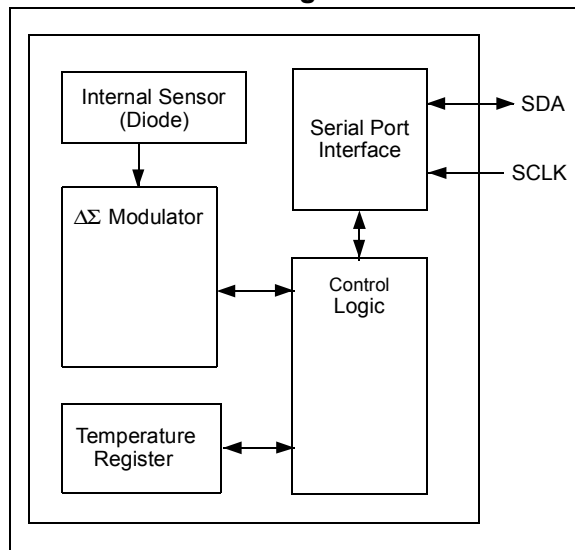 Internal Sensor
(Diode)
ΔΣ Modulator
Temperature
Register
Serial Port
Interface
Control
Logic
SDA
SCLK